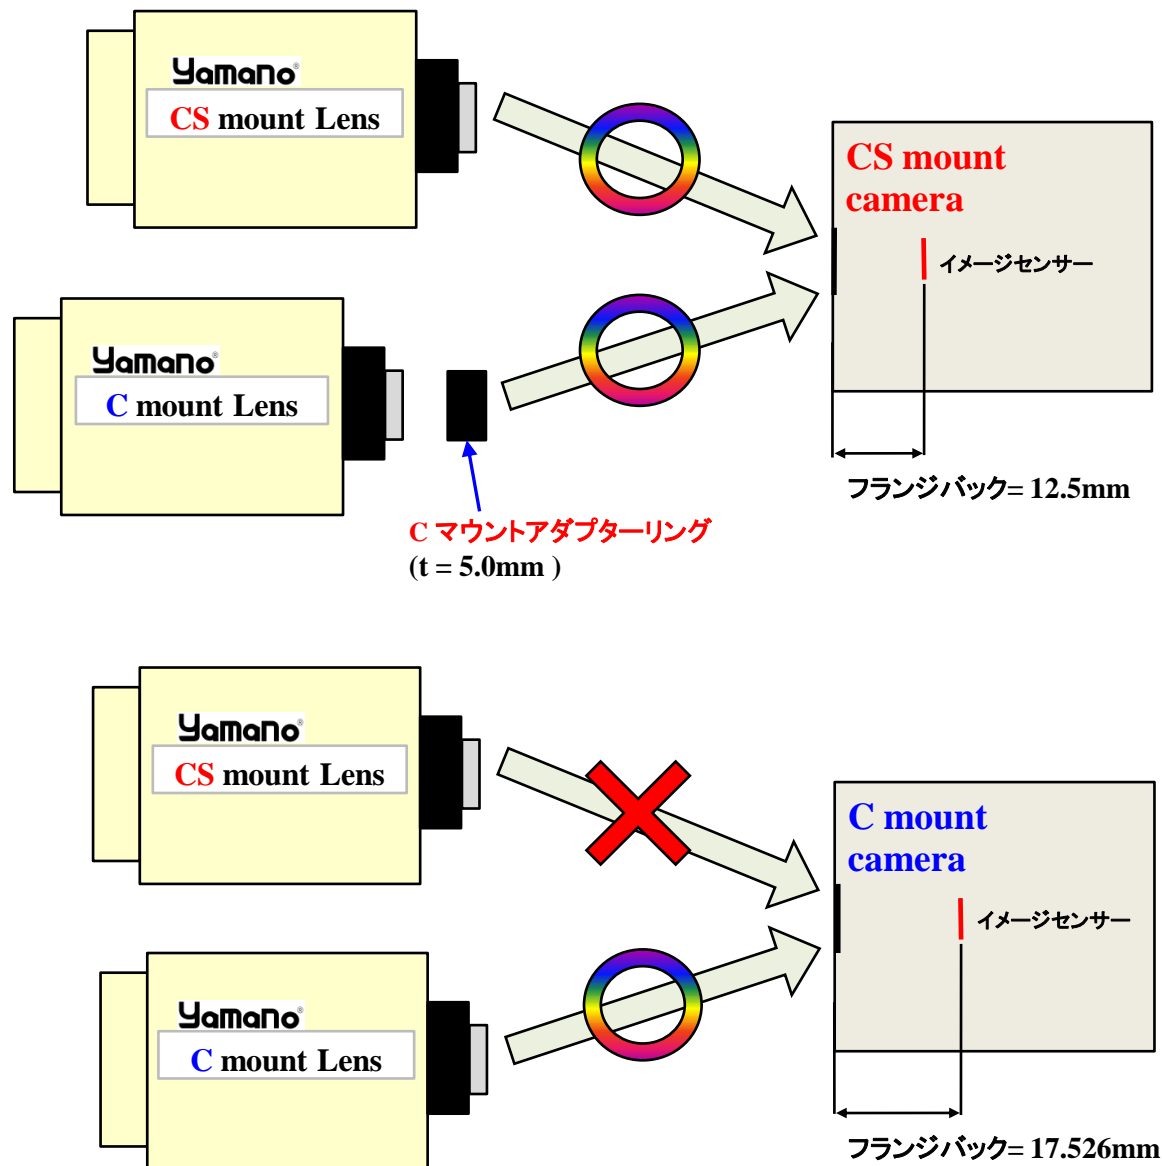 yamano®
CS mount Lens
CS mount
camera
イメージセンサー
yamano®
C mount Lens
フランジバック= 12.5mm
C マウントアダプターリング
(t = 5.0mm )
yamano®
CS mount Lens
C mount
camera
イメージセンサー
yamano®
C mount Lens
フランジバック= 17.526mm